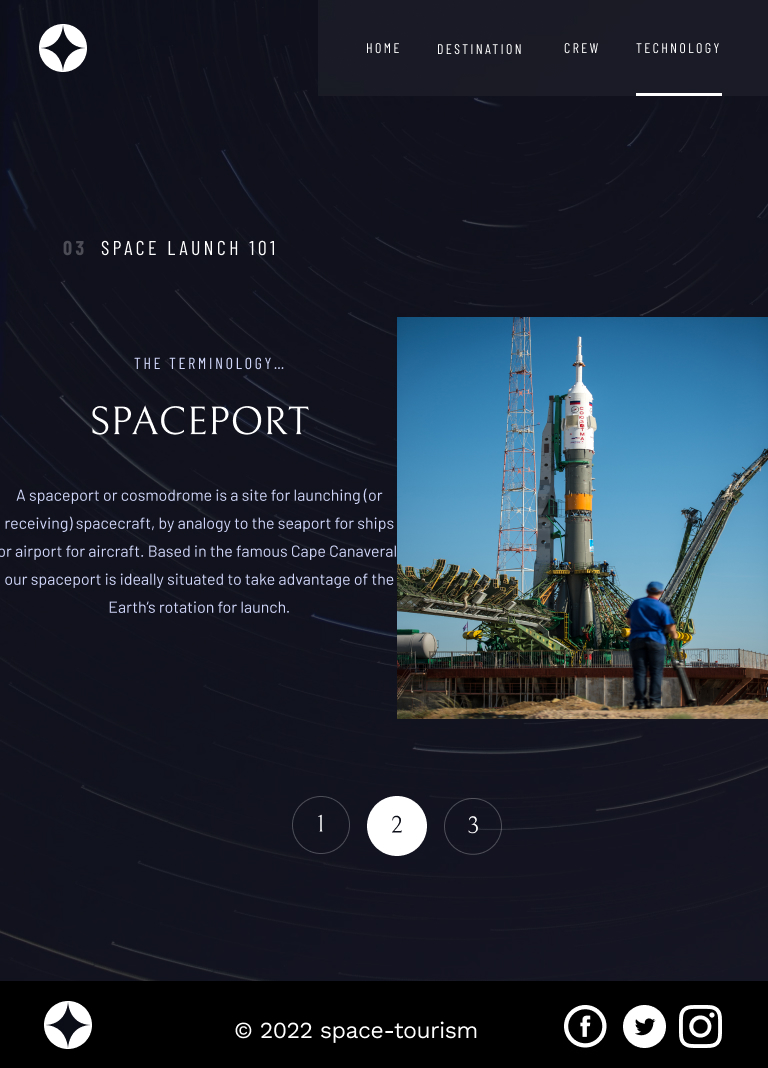 HOME DESTINATION CREW TECHNOLOGY
03 SPACE LAUNCH 101
THE TERMINOLOGY…
SPACEPORT
A spaceport or cosmodrome is a site for launching (or
receiving) spacecraft, by analogy to the seaport for ships
or airport for aircraft. Based in the famous Cape Canaveral
our spaceport is ideally situated to take advantage of the
Earth’s rotation for launch.
1 2 3
© 2022 space-tourism